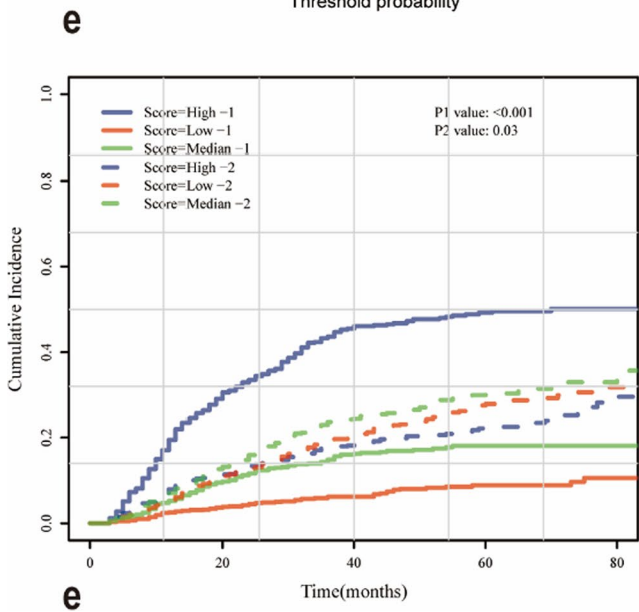 Threshold probability
e
1.0
0.8
0.6
0.4
0.2
0.0
Cumulative Incidence
Score=High −1
Score=Low −1
Score=Median −1
Score=High −2
Score=Low −2
Score=Median −2
P1 value: <0.001
P2 value: 0.03
0 20 40 60 80
Time(months)
e